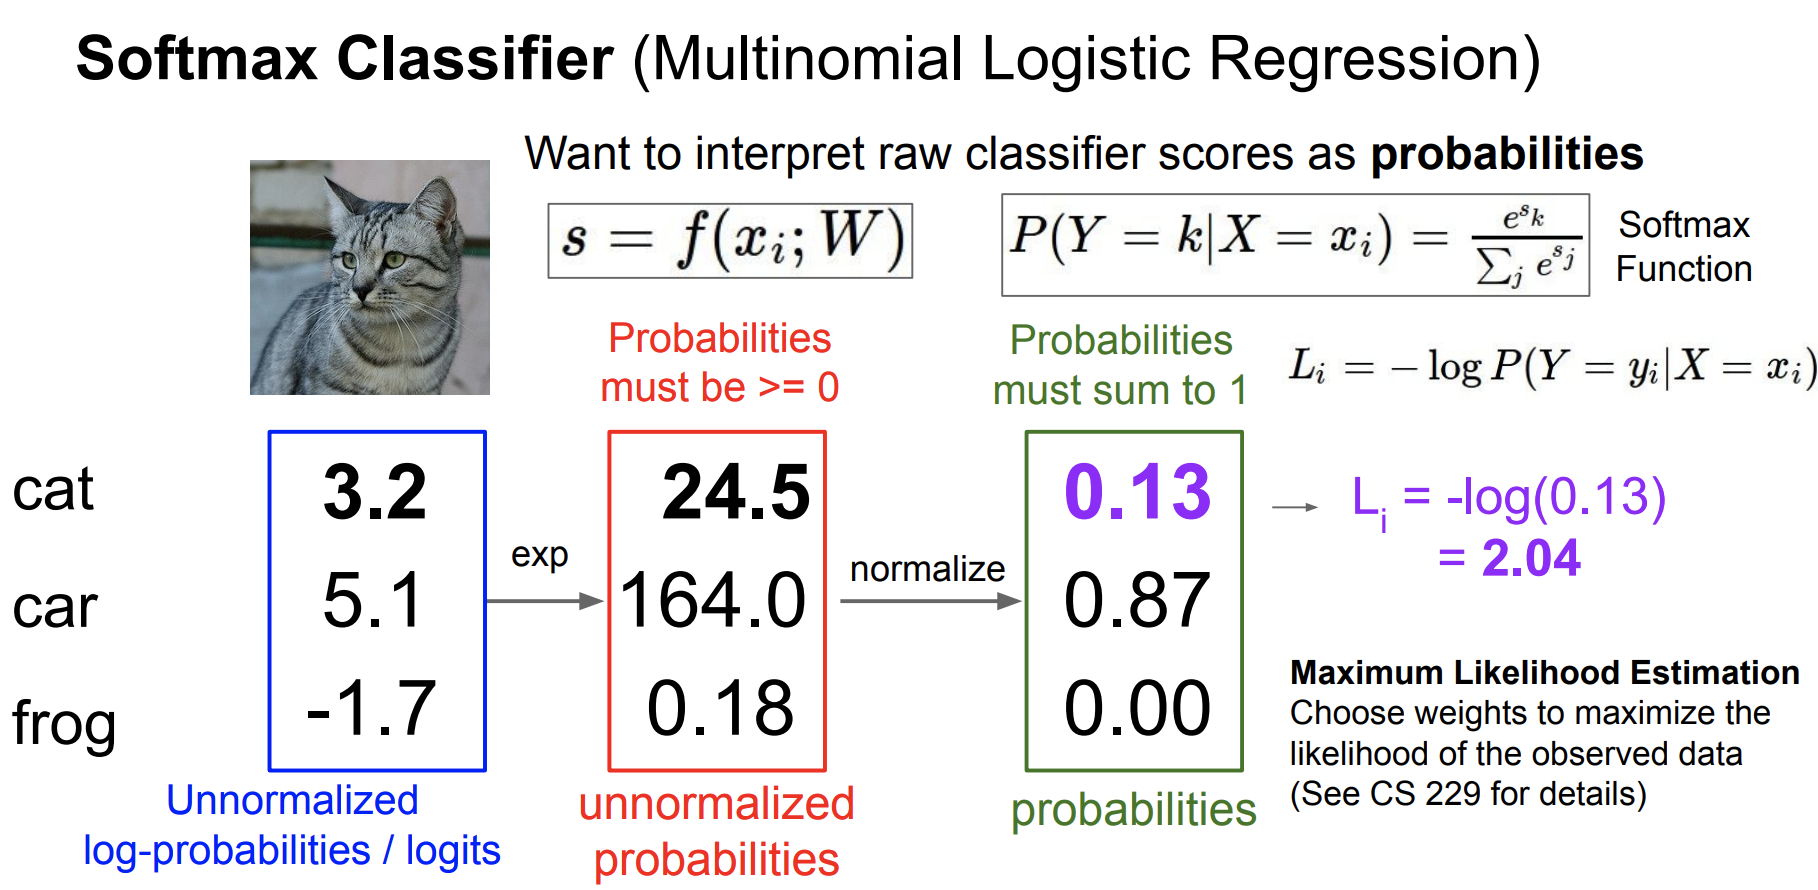 Softmax Classifier (Multinomial Logistic Regression)
Want to interpret raw classifier scores as probabilities
s = f(x_i; W)
P(Y = k|X = x_i) = e^{s_k} / ∑_j e^{s_j}
Softmax
Function
Probabilities
must be >= 0
Probabilities
must sum to 1
L_i = − log P(Y = y_i|X = x_i)
cat
3.2
24.5
0.13
L_i = -log(0.13)
= 2.04
exp
normalize
car
5.1
164.0
0.87
frog
-1.7
0.18
0.00
Maximum Likelihood Estimation
Choose weights to maximize the
likelihood of the observed data
(See CS 229 for details)
Unnormalized
log-probabilities / logits
unnormalized
probabilities
probabilities